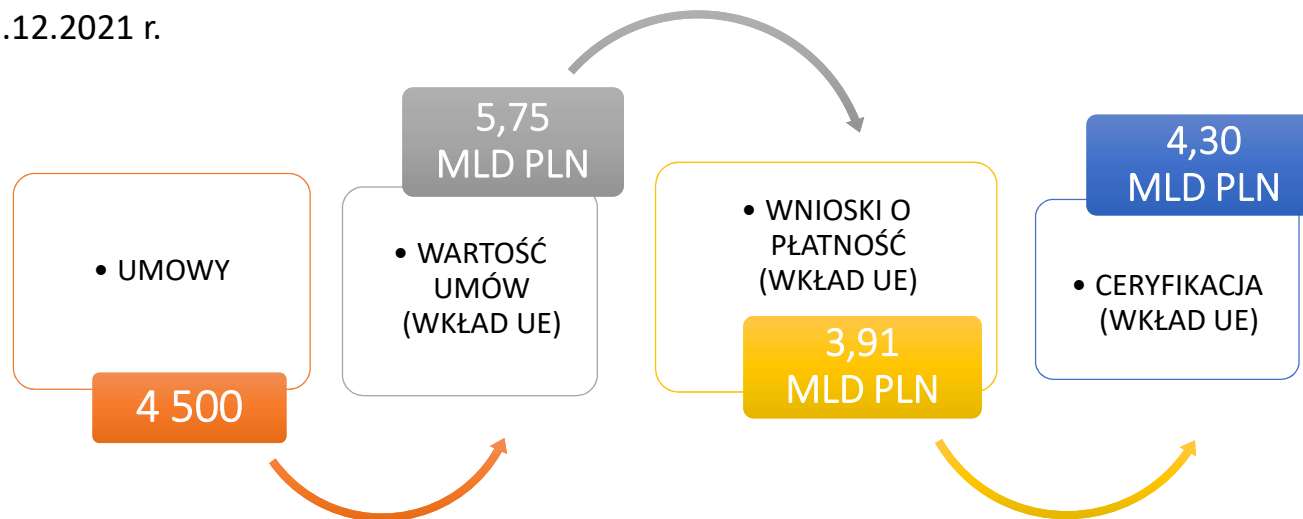 .12.2021 r.
• UMOWY
4 500
5,75
MLD PLN
• WARTOŚĆ
UMÓW
(WKŁAD UE)
• WNIOSKI O
PŁATNOŚĆ
(WKŁAD UE)
3,91
MLD PLN
4,30
MLD PLN
• CERYFIKACJA
(WKŁAD UE)